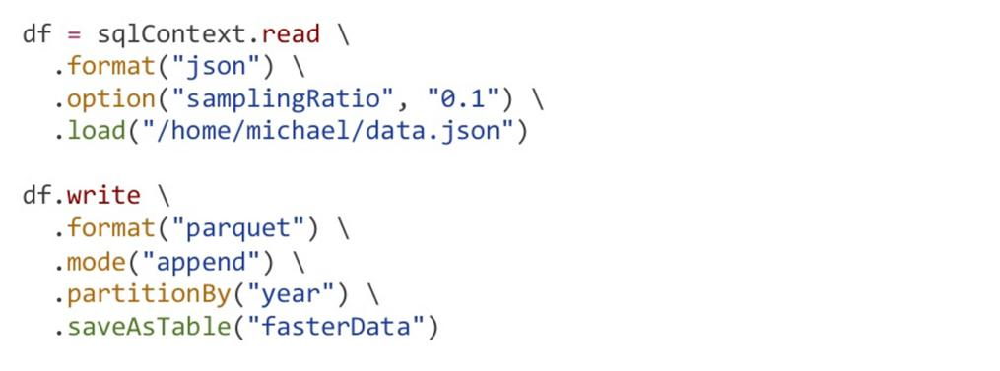 df = sqlContext.read \
  .format("json") \
  .option("samplingRatio", "0.1") \
  .load("/home/michael/data.json")

df.write \
  .format("parquet") \
  .mode("append") \
  .partitionBy("year") \
  .saveAsTable("fasterData")